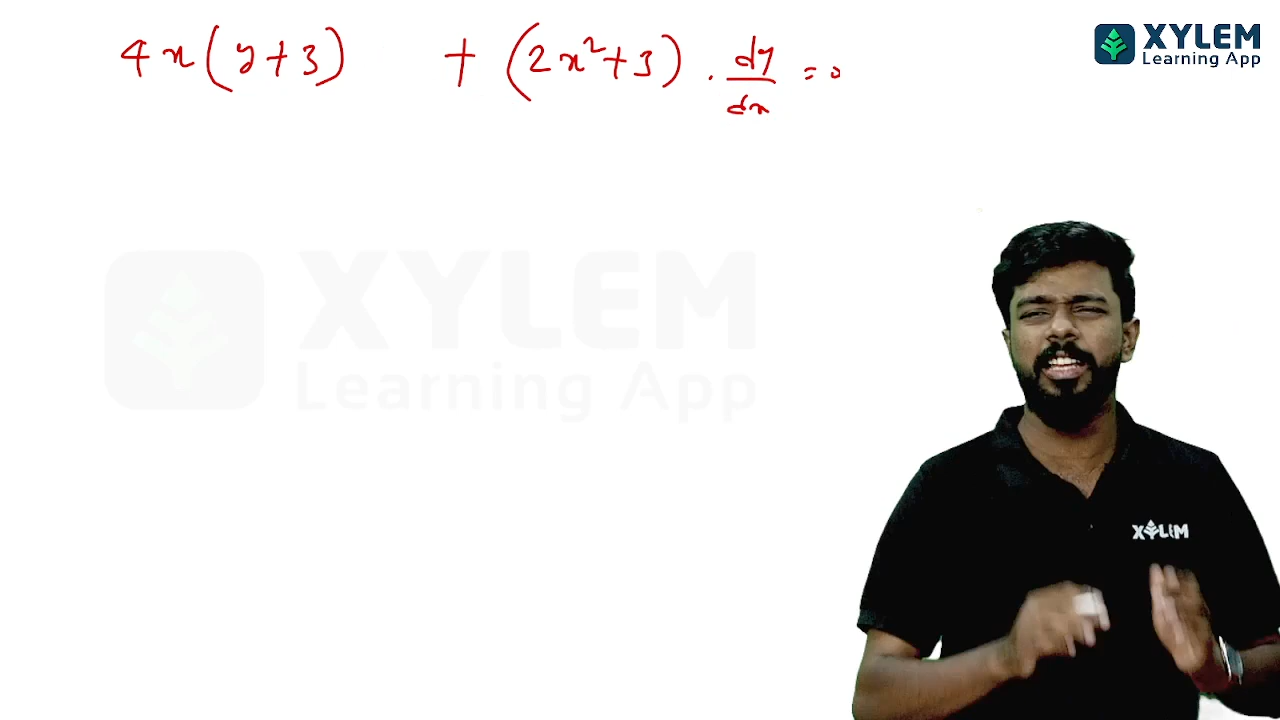 4x(y+3) + (2x²+3) . dy/dx = 0
XYLEM
Learning App
XYLEM
Learning App
XYLEM